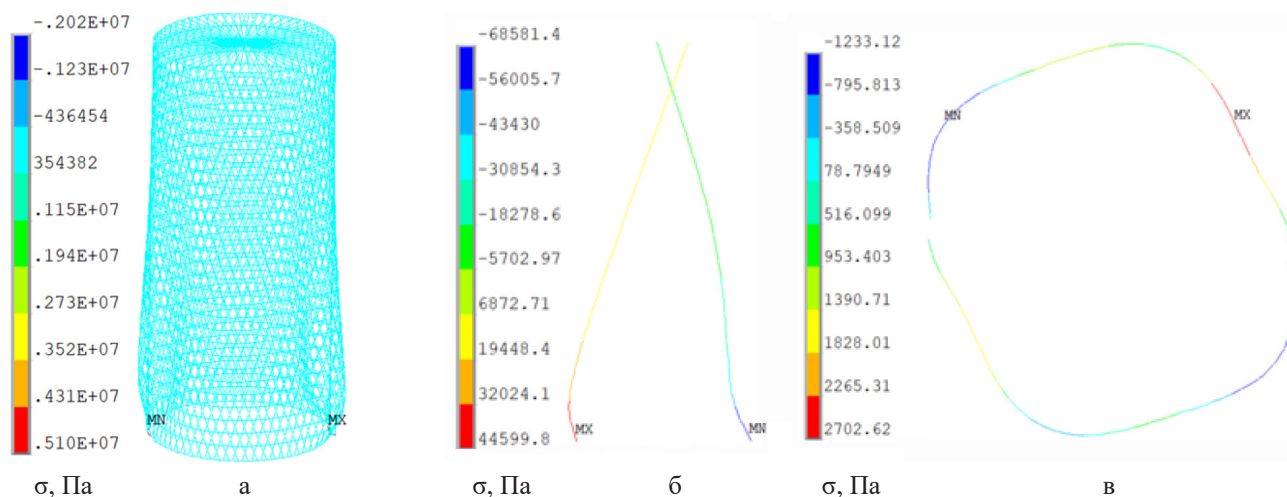 -.202E+07
-.123E+07
-436454
354382
.115E+07
.194E+07
.273E+07
.352E+07
.431E+07
.510E+07
MN
MX
σ, Па
а
-68581.4
-56005.7
-43430
-30854.3
-18278.6
-5702.97
6872.71
19448.4
32024.1
44599.8
MX
MN
σ, Па
б
-1233.12
-795.813
-358.509
78.7949
516.099
953.403
1390.71
1828.01
2265.31
2702.62
MN
MX
σ, Па
в